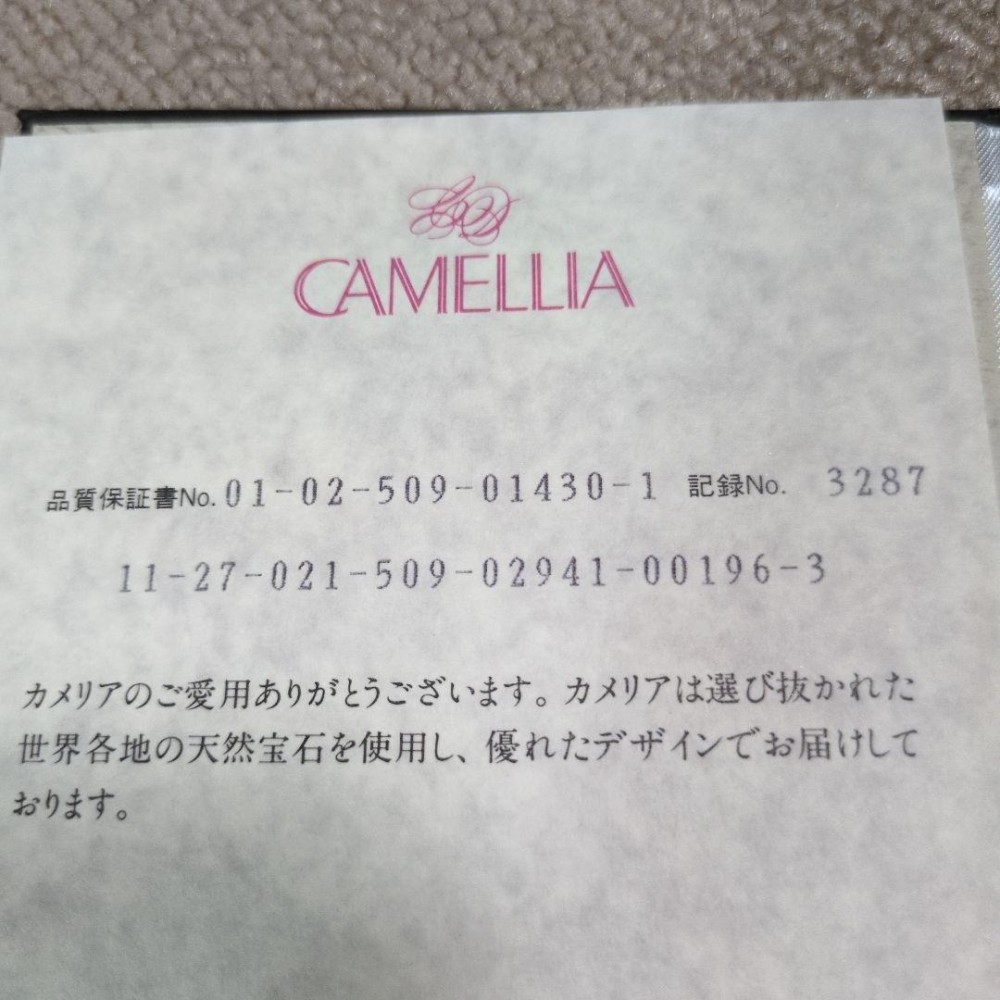 CAMELLIA
品質保証書No. 01-02-509-01430-1 記録No. 3287
11-27-021-509-02941-00196-3
カメリアのご愛用ありがとうございます。カメリアは選び抜かれた
世界各地の天然宝石を使用し、優れたデザインでお届けして
おります。